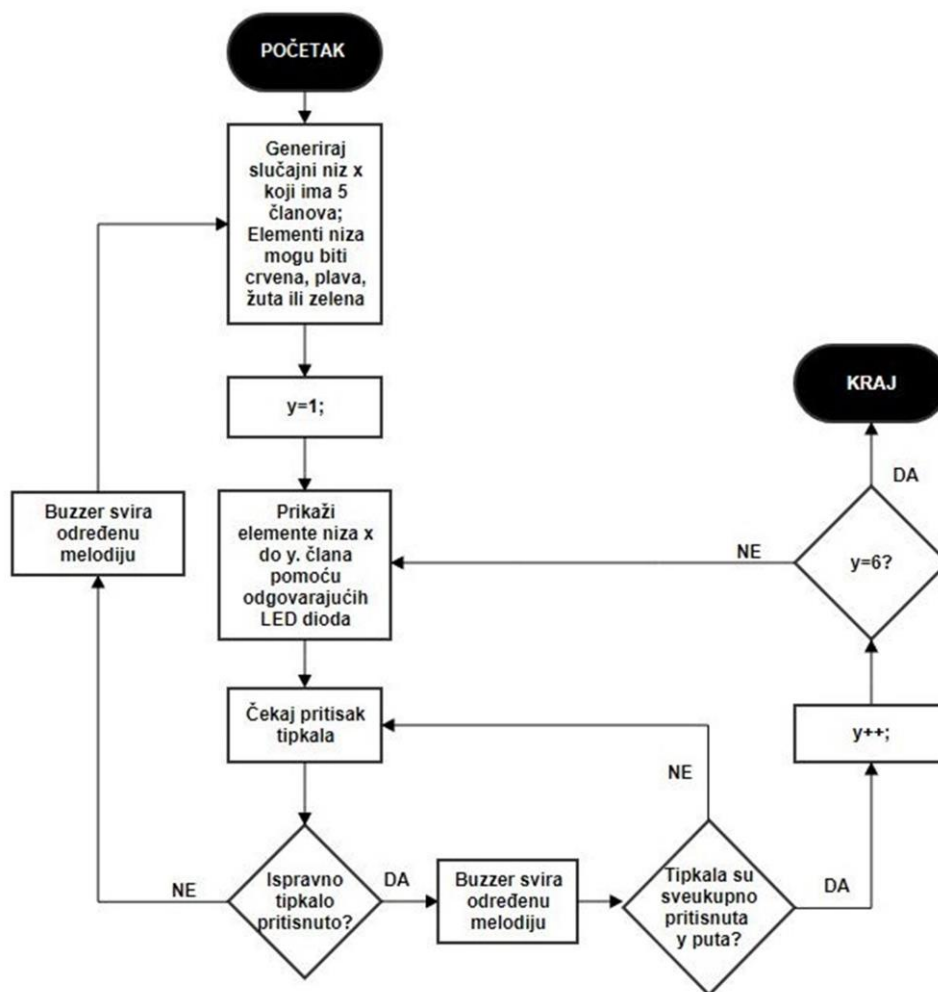 POČETAK
Generiraj
slučajni niz x
koji ima 5
članova;
Elementi niza
mogu biti
crvena, plava,
žuta ili zelena
y=1;
Prikaži
elemente niza x
do y. člana
pomoću
odgovarajućih
LED dioda
Čekaj pritisak
tipkala
Ispravno
tipkalo
pritisnuto?
NE
Buzzer svira
određenu
melodiju
DA
Buzzer svira
određenu
melodiju
Tipkala su
sveukupno
pritisnuta
y puta?
NE
DA
y++;
y=6?
NE
DA
KRAJ